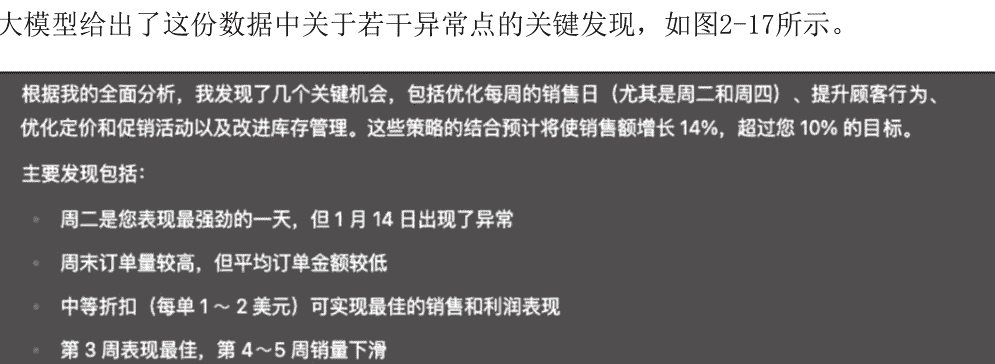 大模型给出了这份数据中关于若干异常点的关键发现，如图2-17所示。
根据我的全面分析，我发现了几个关键机会，包括优化每周的销售日（尤其是周二和周四）、提升顾客行为、
优化定价和促销活动以及改进库存管理。这些策略的结合预计将使销售额增长 14%，超过您 10% 的目标。
主要发现包括：
• 周二是您表现最强劲的一天，但 1 月 14 日出现了异常
• 周末订单量较高，但平均订单金额较低
• 中等折扣（每单 1～ 2 美元）可实现最佳的销售和利润表现
• 第 3 周表现最佳，第 4～5 周销量下滑